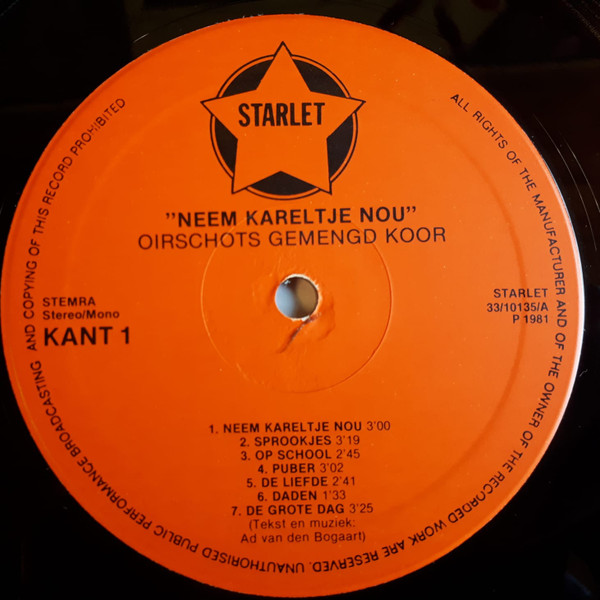 STARLET
"NEEM KARELTJE NOU"
OIRSCHOTS GEMENGD KOOR
STEMRA
Stereo/Mono
KANT 1
STARLET
33/10135/A
P 1981
1. NEEM KARELTJE NOU 3'00
2. SPROOKJES 3'19
3. OP SCHOOL 2'45
4. PUBER 3'02
5. DE LIEFDE 2'41
6. DADEN 1'33
7. DE GROTE DAG 3'25
(Tekst en muziek:
Ad van den Bogaart)
ALL RIGHTS OF THE MANUFACTURER AND OF THE OWNER OF THE RECORDED WORK ARE RESERVED. UNAUTHORISED PUBLIC PERFORMANCE BROADCASTING AND COPYING OF THIS RECORD PROHIBITED